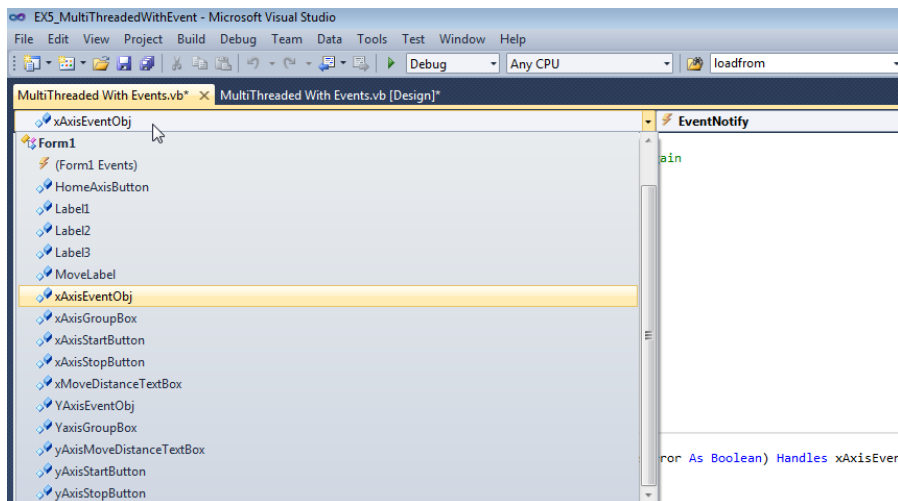 EX5_MultiThreadedWithEvent - Microsoft Visual Studio
File Edit View Project Build Debug Team Data Tools Test Window Help
Debug Any CPU loadfrom
MultiThreaded With Events.vb* × MultiThreaded With Events.vb [Design]*
xAxisEventObj EventNotify
Form1
ain
(Form1 Events)
HomeAxisButton
Label1
Label2
Label3
MoveLabel
xAxisEventObj
xAxisGroupBox
xAxisStartButton
xAxisStopButton
xMoveDistanceTextBox
YAxisEventObj
YaxisGroupBox
yAxisMoveDistanceTextBox
ror As Boolean) Handles xAxisEver
yAxisStartButton
yAxisStopButton